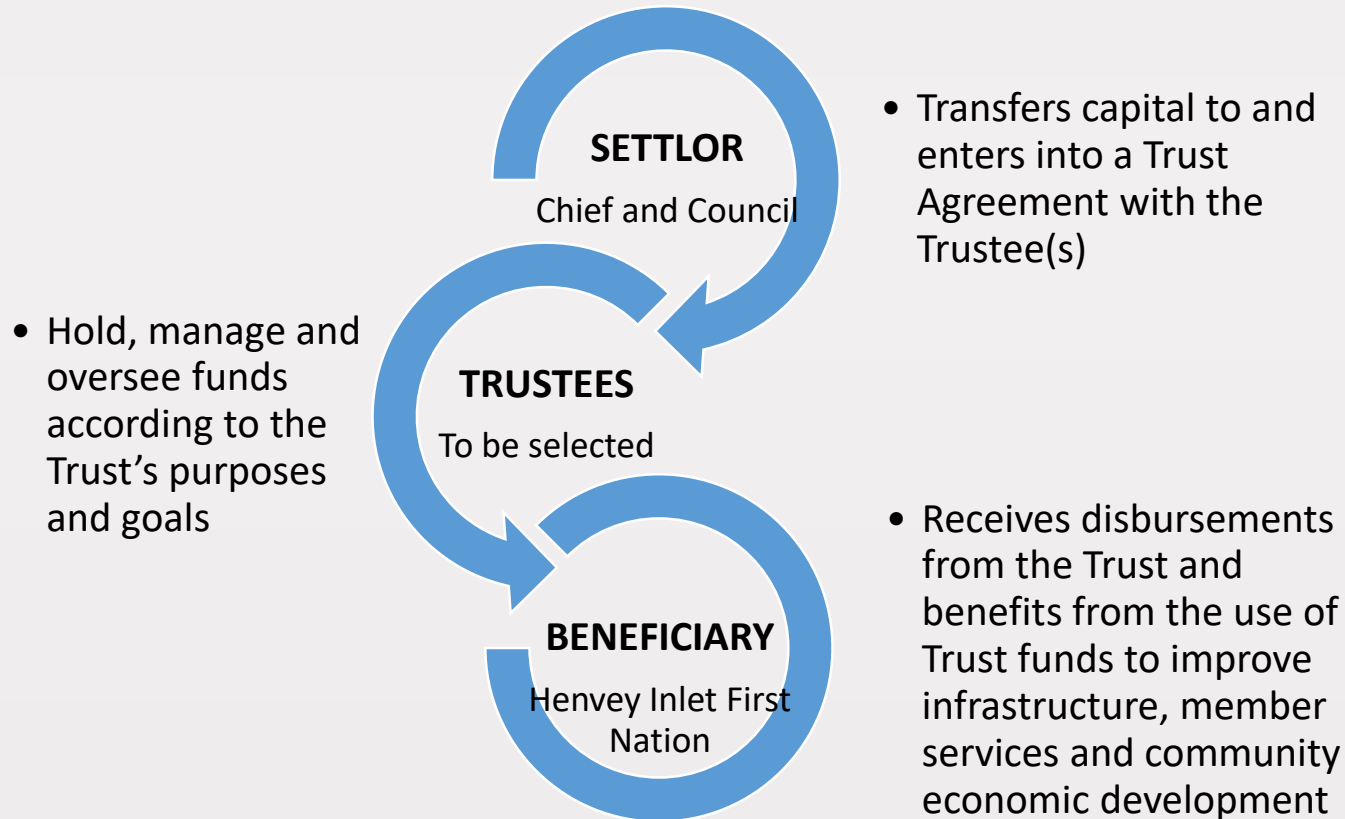 SETTLOR
Chief and Council
• Transfers capital to and
enters into a Trust
Agreement with the
Trustee(s)
• Hold, manage and
oversee funds
according to the
Trust’s purposes
and goals
TRUSTEES
To be selected
BENEFICIARY
Henvey Inlet First
Nation
• Receives disbursements
from the Trust and
benefits from the use of
Trust funds to improve
infrastructure, member
services and community
economic development